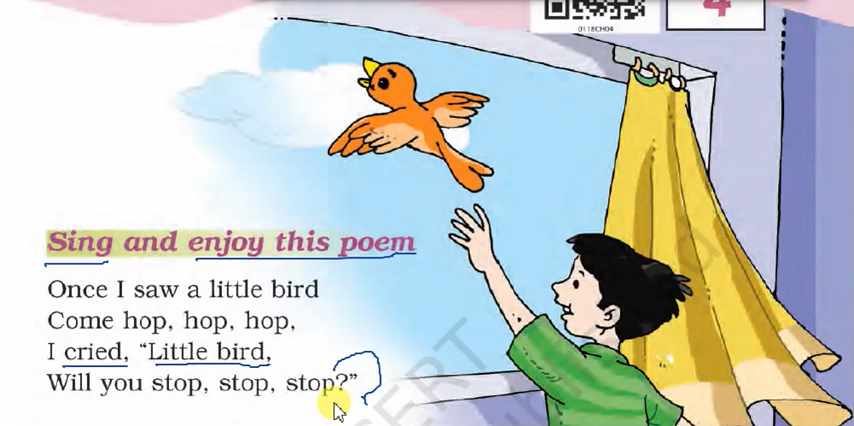 0118CH04
4
Sing and enjoy this poem
Once I saw a little bird
Come hop, hop, hop,
I cried, “Little bird,
Will you stop, stop, stop?”